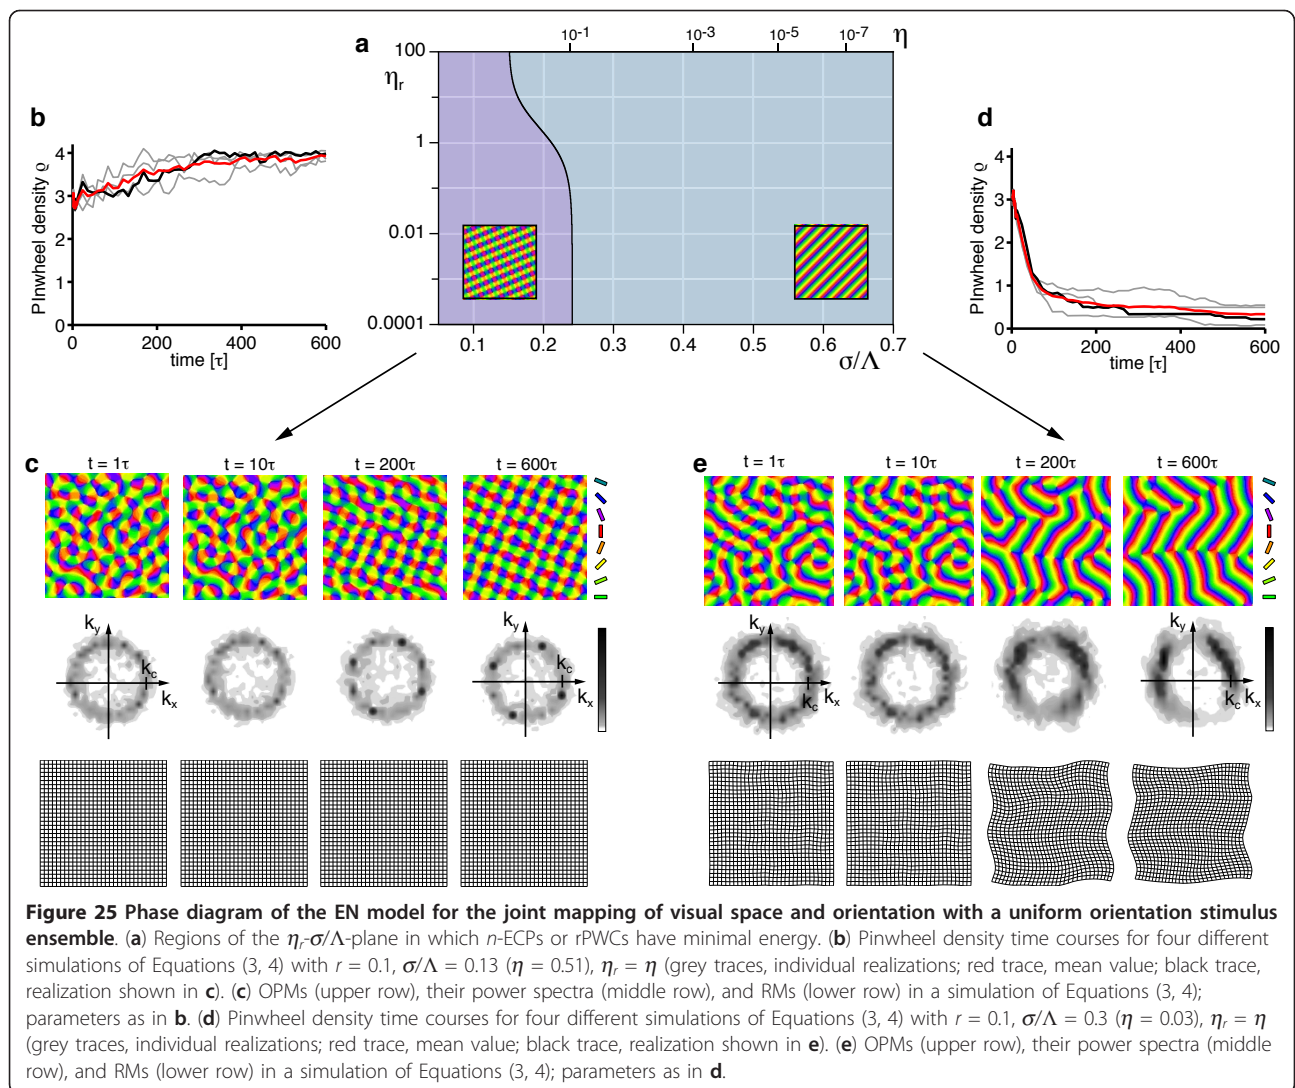 a
10-1
10-3
10-5
10-7
η
100
ηr
1
0.01
0.0001
0.1
0.2
0.3
0.4
0.5
0.6
0.7
σ/Λ
b
PInwheel density ϱ
4
3
2
1
0
0
200
400
600
time [τ]
d
PInwheel density ϱ
4
3
2
1
0
0
200
400
600
time [τ]
c
t = 1τ
t = 10τ
t = 200τ
t = 600τ
ky
kc
kx
ky
kc
kx
e
t = 1τ
t = 10τ
t = 200τ
t = 600τ
ky
kc
kx
ky
kc
kx
Figure 25 Phase diagram of the EN model for the joint mapping of visual space and orientation with a uniform orientation stimulus
ensemble. (a) Regions of the ηr-σ/Λ-plane in which n-ECPs or rPWCs have minimal energy. (b) Pinwheel density time courses for four different
simulations of Equations (3, 4) with r = 0.1, σ/Λ = 0.13 (η = 0.51), ηr = η (grey traces, individual realizations; red trace, mean value; black trace,
realization shown in c). (c) OPMs (upper row), their power spectra (middle row), and RMs (lower row) in a simulation of Equations (3, 4);
parameters as in b. (d) Pinwheel density time courses for four different simulations of Equations (3, 4) with r = 0.1, σ/Λ = 0.3 (η = 0.03), ηr = η
(grey traces, individual realizations; red trace, mean value; black trace, realization shown in e). (e) OPMs (upper row), their power spectra (middle
row), and RMs (lower row) in a simulation of Equations (3, 4); parameters as in d.